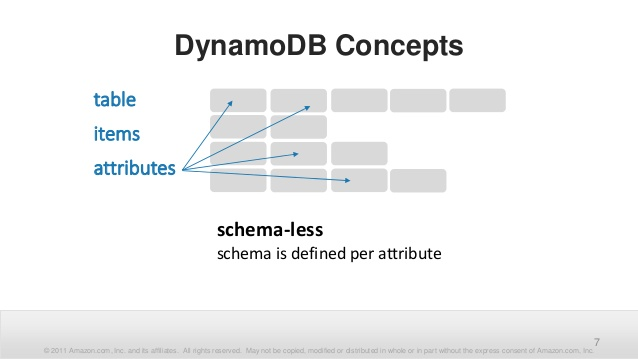 DynamoDB Concepts
table
items
attributes
schema-less
schema is defined per attribute
7
© 2011 Amazon.com, Inc. and its affiliates. All rights reserved. May not be copied, modified or distributed in whole or in part without the express consent of Amazon.com, Inc.